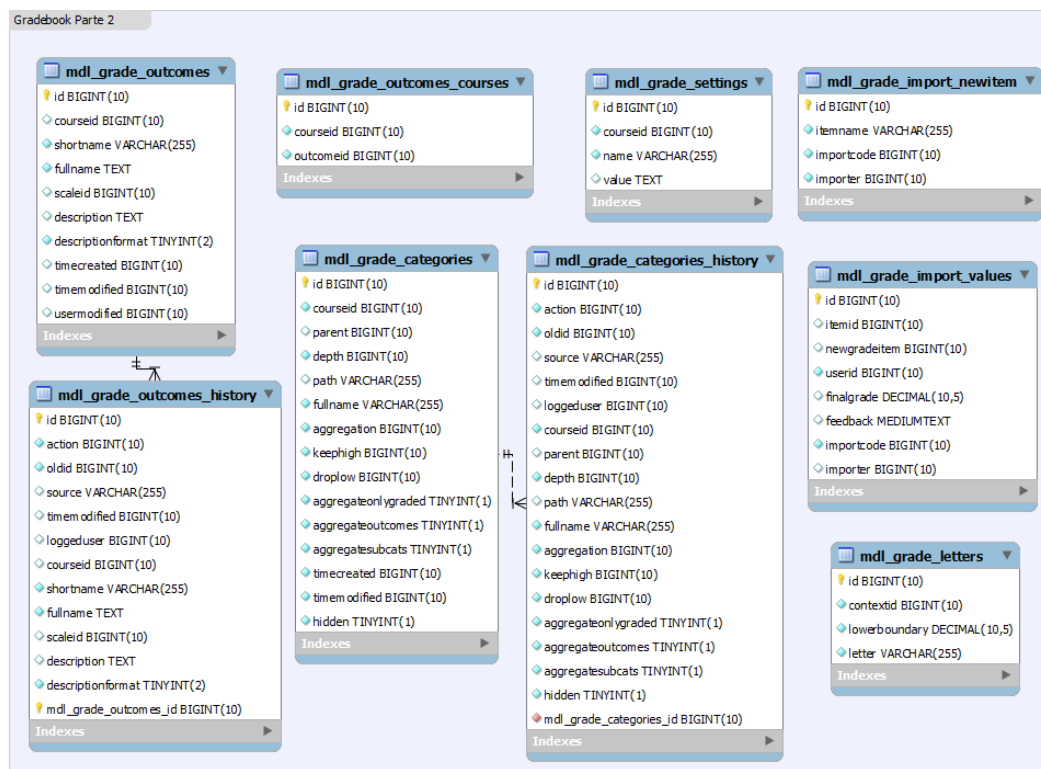 Gradebook Parte 2
mdl_grade_outcomes
id BIGINT(10)
courseid BIGINT(10)
shortname VARCHAR(255)
fullname TEXT
scaleid BIGINT(10)
description TEXT
descriptionformat TINYINT(2)
timecreated BIGINT(10)
timemodified BIGINT(10)
usermodified BIGINT(10)
Indexes
mdl_grade_outcomes_courses
id BIGINT(10)
courseid BIGINT(10)
outcomeid BIGINT(10)
Indexes
mdl_grade_settings
id BIGINT(10)
courseid BIGINT(10)
name VARCHAR(255)
value TEXT
Indexes
mdl_grade_import_newitem
id BIGINT(10)
itemname VARCHAR(255)
importcode BIGINT(10)
importer BIGINT(10)
Indexes
mdl_grade_outcomes_history
id BIGINT(10)
action BIGINT(10)
oldid BIGINT(10)
source VARCHAR(255)
timemodified BIGINT(10)
loggeduser BIGINT(10)
courseid BIGINT(10)
shortname VARCHAR(255)
fullname TEXT
scaleid BIGINT(10)
description TEXT
descriptionformat TINYINT(2)
mdl_grade_outcomes_id BIGINT(10)
Indexes
mdl_grade_categories
id BIGINT(10)
courseid BIGINT(10)
parent BIGINT(10)
depth BIGINT(10)
path VARCHAR(255)
fullname VARCHAR(255)
aggregation BIGINT(10)
keephigh BIGINT(10)
droplow BIGINT(10)
aggregateonlygraded TINYINT(1)
aggregateoutcomes TINYINT(1)
aggregatesubcats TINYINT(1)
timecreated BIGINT(10)
timemodified BIGINT(10)
hidden TINYINT(1)
Indexes
mdl_grade_categories_history
id BIGINT(10)
action BIGINT(10)
oldid BIGINT(10)
source VARCHAR(255)
timemodified BIGINT(10)
loggeduser BIGINT(10)
courseid BIGINT(10)
parent BIGINT(10)
depth BIGINT(10)
path VARCHAR(255)
fullname VARCHAR(255)
aggregation BIGINT(10)
keephigh BIGINT(10)
droplow BIGINT(10)
aggregateonlygraded TINYINT(1)
aggregateoutcomes TINYINT(1)
aggregatesubcats TINYINT(1)
hidden TINYINT(1)
mdl_grade_categories_id BIGINT(10)
Indexes
mdl_grade_import_values
id BIGINT(10)
itemid BIGINT(10)
newgradeitem BIGINT(10)
userid BIGINT(10)
finalgrade DECIMAL(10,5)
feedback MEDIUMTEXT
importcode BIGINT(10)
importer BIGINT(10)
Indexes
mdl_grade_letters
id BIGINT(10)
contextid BIGINT(10)
lowerboundary DECIMAL(10,5)
letter VARCHAR(255)
Indexes